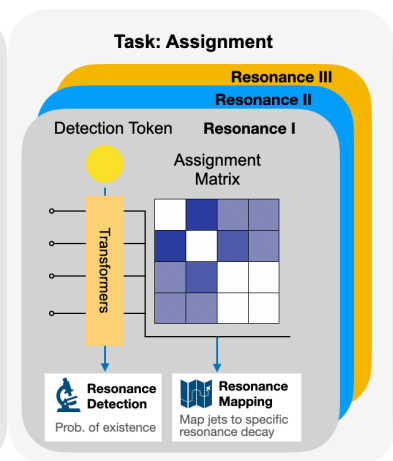 Task: Assignment
Resonance III
Resonance II
Detection Token Resonance I
Assignment
Matrix
Transformers
Resonance
Detection
Prob. of existence
Resonance
Mapping
Map jets to specific
resonance decay